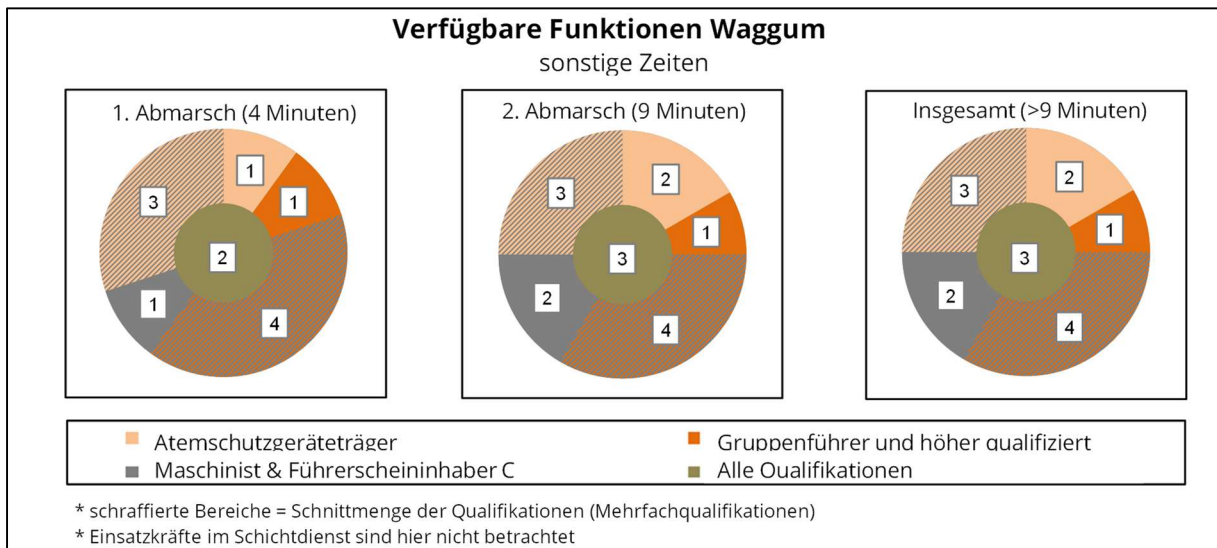 Verfügbare Funktionen Waggum
sonstige Zeiten
1. Abmarsch (4 Minuten)
1
1
3
2
1
4
2. Abmarsch (9 Minuten)
2
3
1
3
2
4
Insgesamt (>9 Minuten)
2
3
1
3
2
4
Atemschutzgeräteträger
Gruppenführer und höher qualifiziert
Maschinist & Führerscheininhaber C
Alle Qualifikationen
* schraffierte Bereiche = Schnittmenge der Qualifikationen (Mehrfachqualifikationen)
* Einsatzkräfte im Schichtdienst sind hier nicht betrachtet